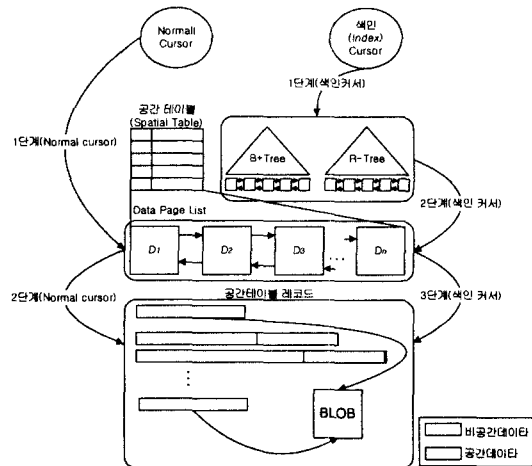 Normall
Cursor
색인
(Index)
Cursor
1단계(색인커서)
공간 테이블
(Spatial Table)
1단계(Normal cursor)
B+Tree
R-Tree
2단계(색인 커서)
Data Page List
D1
D2
D3
...
Dn
2단계(Normal cursor)
공간테이블 레코드
3단계(색인 커서)
BLOB
비공간데이타
공간데이타